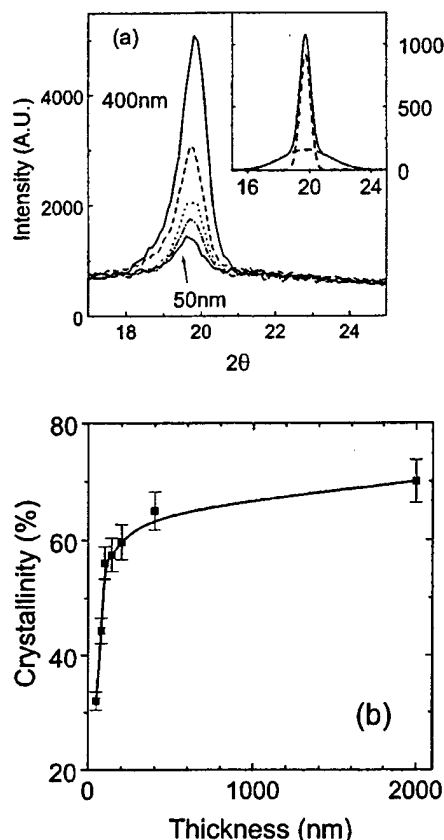 (a)
400nm
50nm
Intensity (A.U.)
4000
2000
0
18 20 22 24
2θ
1000
500
0
16 20 24
Crystallinity (%)
80
60
40
20
(b)
0 1000 2000
Thickness (nm)